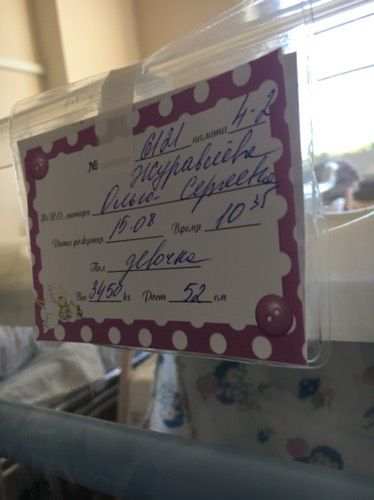 № 6121 палата 4-2
Журавлёва
Ф.И.О. матери Ольга Сергеевна
Дата рождения 15.08 Время 10 35
Пол девочка
Вес 3450 кг Рост 52 см